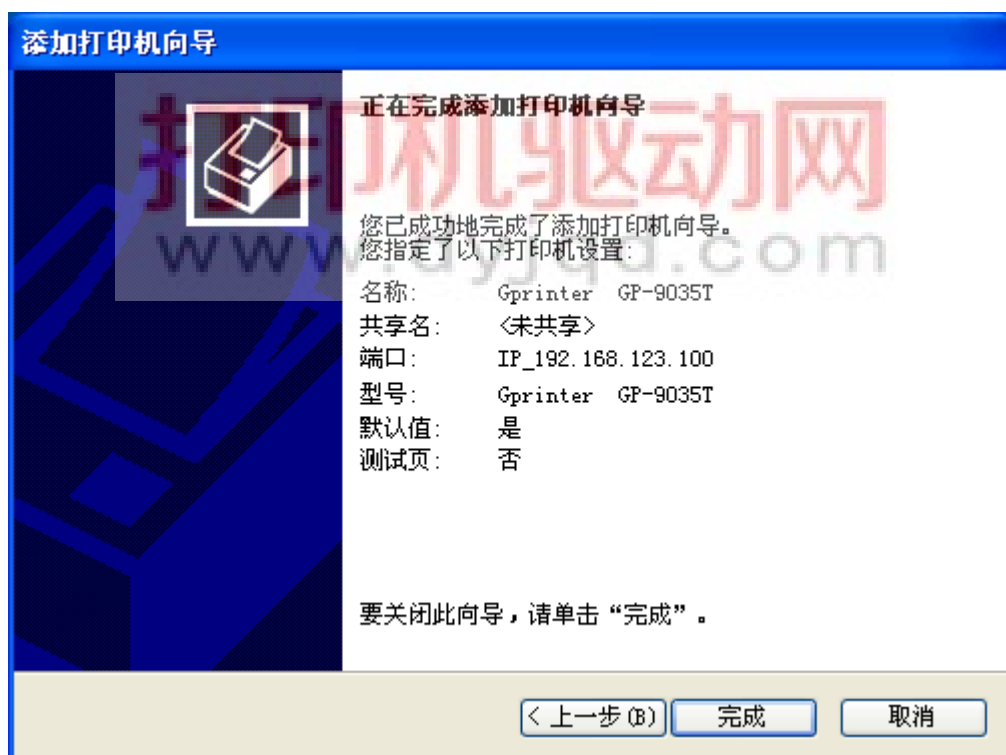 添加打印机向导
正在完成添加打印机向导
打印机驱动网
您已成功地完成了添加打印机向导。
您指定了以下打印机设置:
www.dyjqd.com
名称: Gprinter GP-9035T
共享名: <未共享>
端口: IP_192.168.123.100
型号: Gprinter GP-9035T
默认值: 是
测试页: 否
要关闭此向导，请单击“完成”。
< 上一步(B) 完成 取消